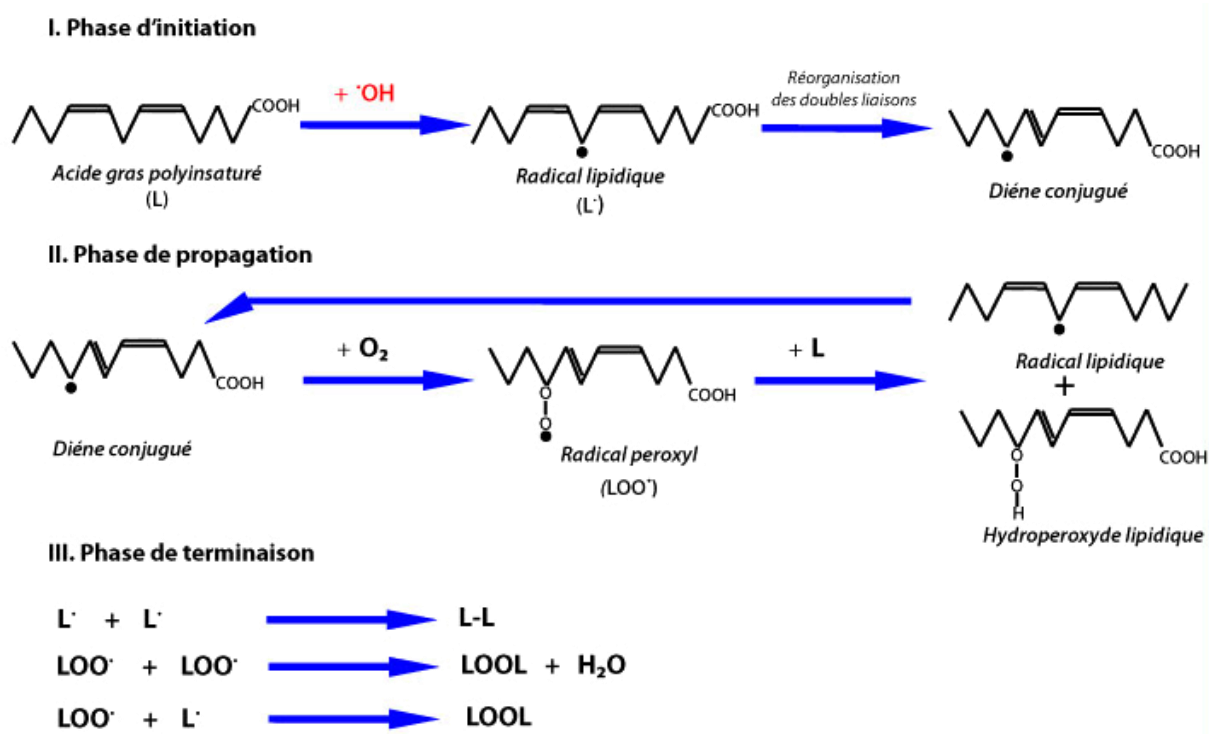 I. Phase d'initiation
COOH
+ ·OH
COOH
Réorganisation
des doubles liaisons
COOH
Acide gras polyinsaturé
(L)
Radical lipidique
(L·)
Diéne conjugué
II. Phase de propagation
COOH
+ O₂
COOH
O
O
+ L
Radical lipidique
+
COOH
O
O
H
Diéne conjugué
Radical peroxyl
(LOO·)
Hydroperoxyde lipidique
III. Phase de terminaison
L· + L· L-L
LOO· + LOO· LOOL + H₂O
LOO· + L· LOOL